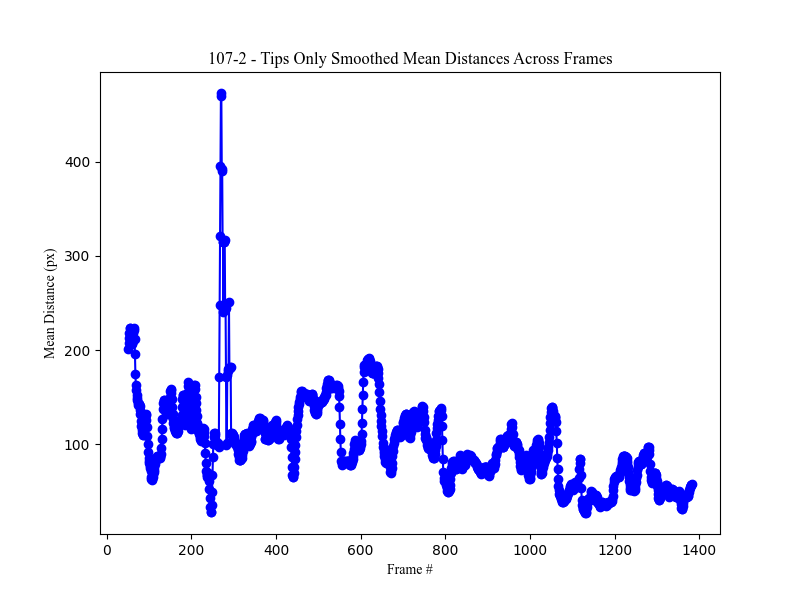 107-2 - Tips Only Smoothed Mean Distances Across Frames
400
300
200
100
Mean Distance (px)
0 200 400 600 800 1000 1200 1400
Frame #